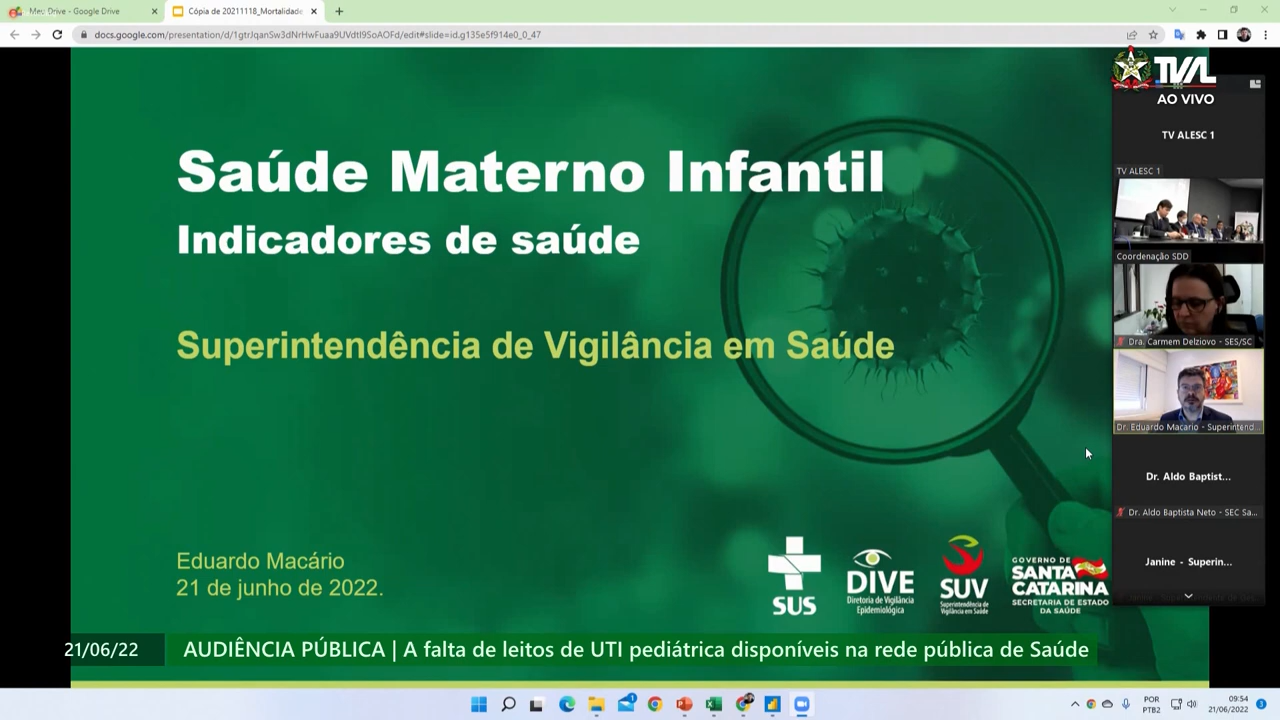 Meu Drive - Google Drive
Cópia de 20211118_Mortalidade
docs.google.com/presentation/d/1gtrJqanSw3dNrHwFuaa9UVdtI9SoAOFd/edit#slide=id.g135e5f914e0_0_47
TVAL
AO VIVO
TV ALESC 1
TV ALESC 1
Coordenação SDD
Dra. Carmem Delziovo - SES/SC
Dr. Eduardo Macario - Superintend...
Dr. Aldo Baptist...
Dr. Aldo Baptista Neto - SEC Sa...
Janine - Superin...
Saúde Materno Infantil
Indicadores de saúde
Superintendência de Vigilância em Saúde
Eduardo Macário
21 de junho de 2022.
SUS
DIVE
Diretoria de Vigilância
Epidemiológica
SUV
Superintendência de
Vigilância em Saúde
GOVERNO DE
SANTA
CATARINA
SECRETARIA DE ESTADO
DA SAÚDE
21/06/22
AUDIÊNCIA PÚBLICA | A falta de leitos de UTI pediátrica disponíveis na rede pública de Saúde
POR
PTB2
09:54
21/06/2022